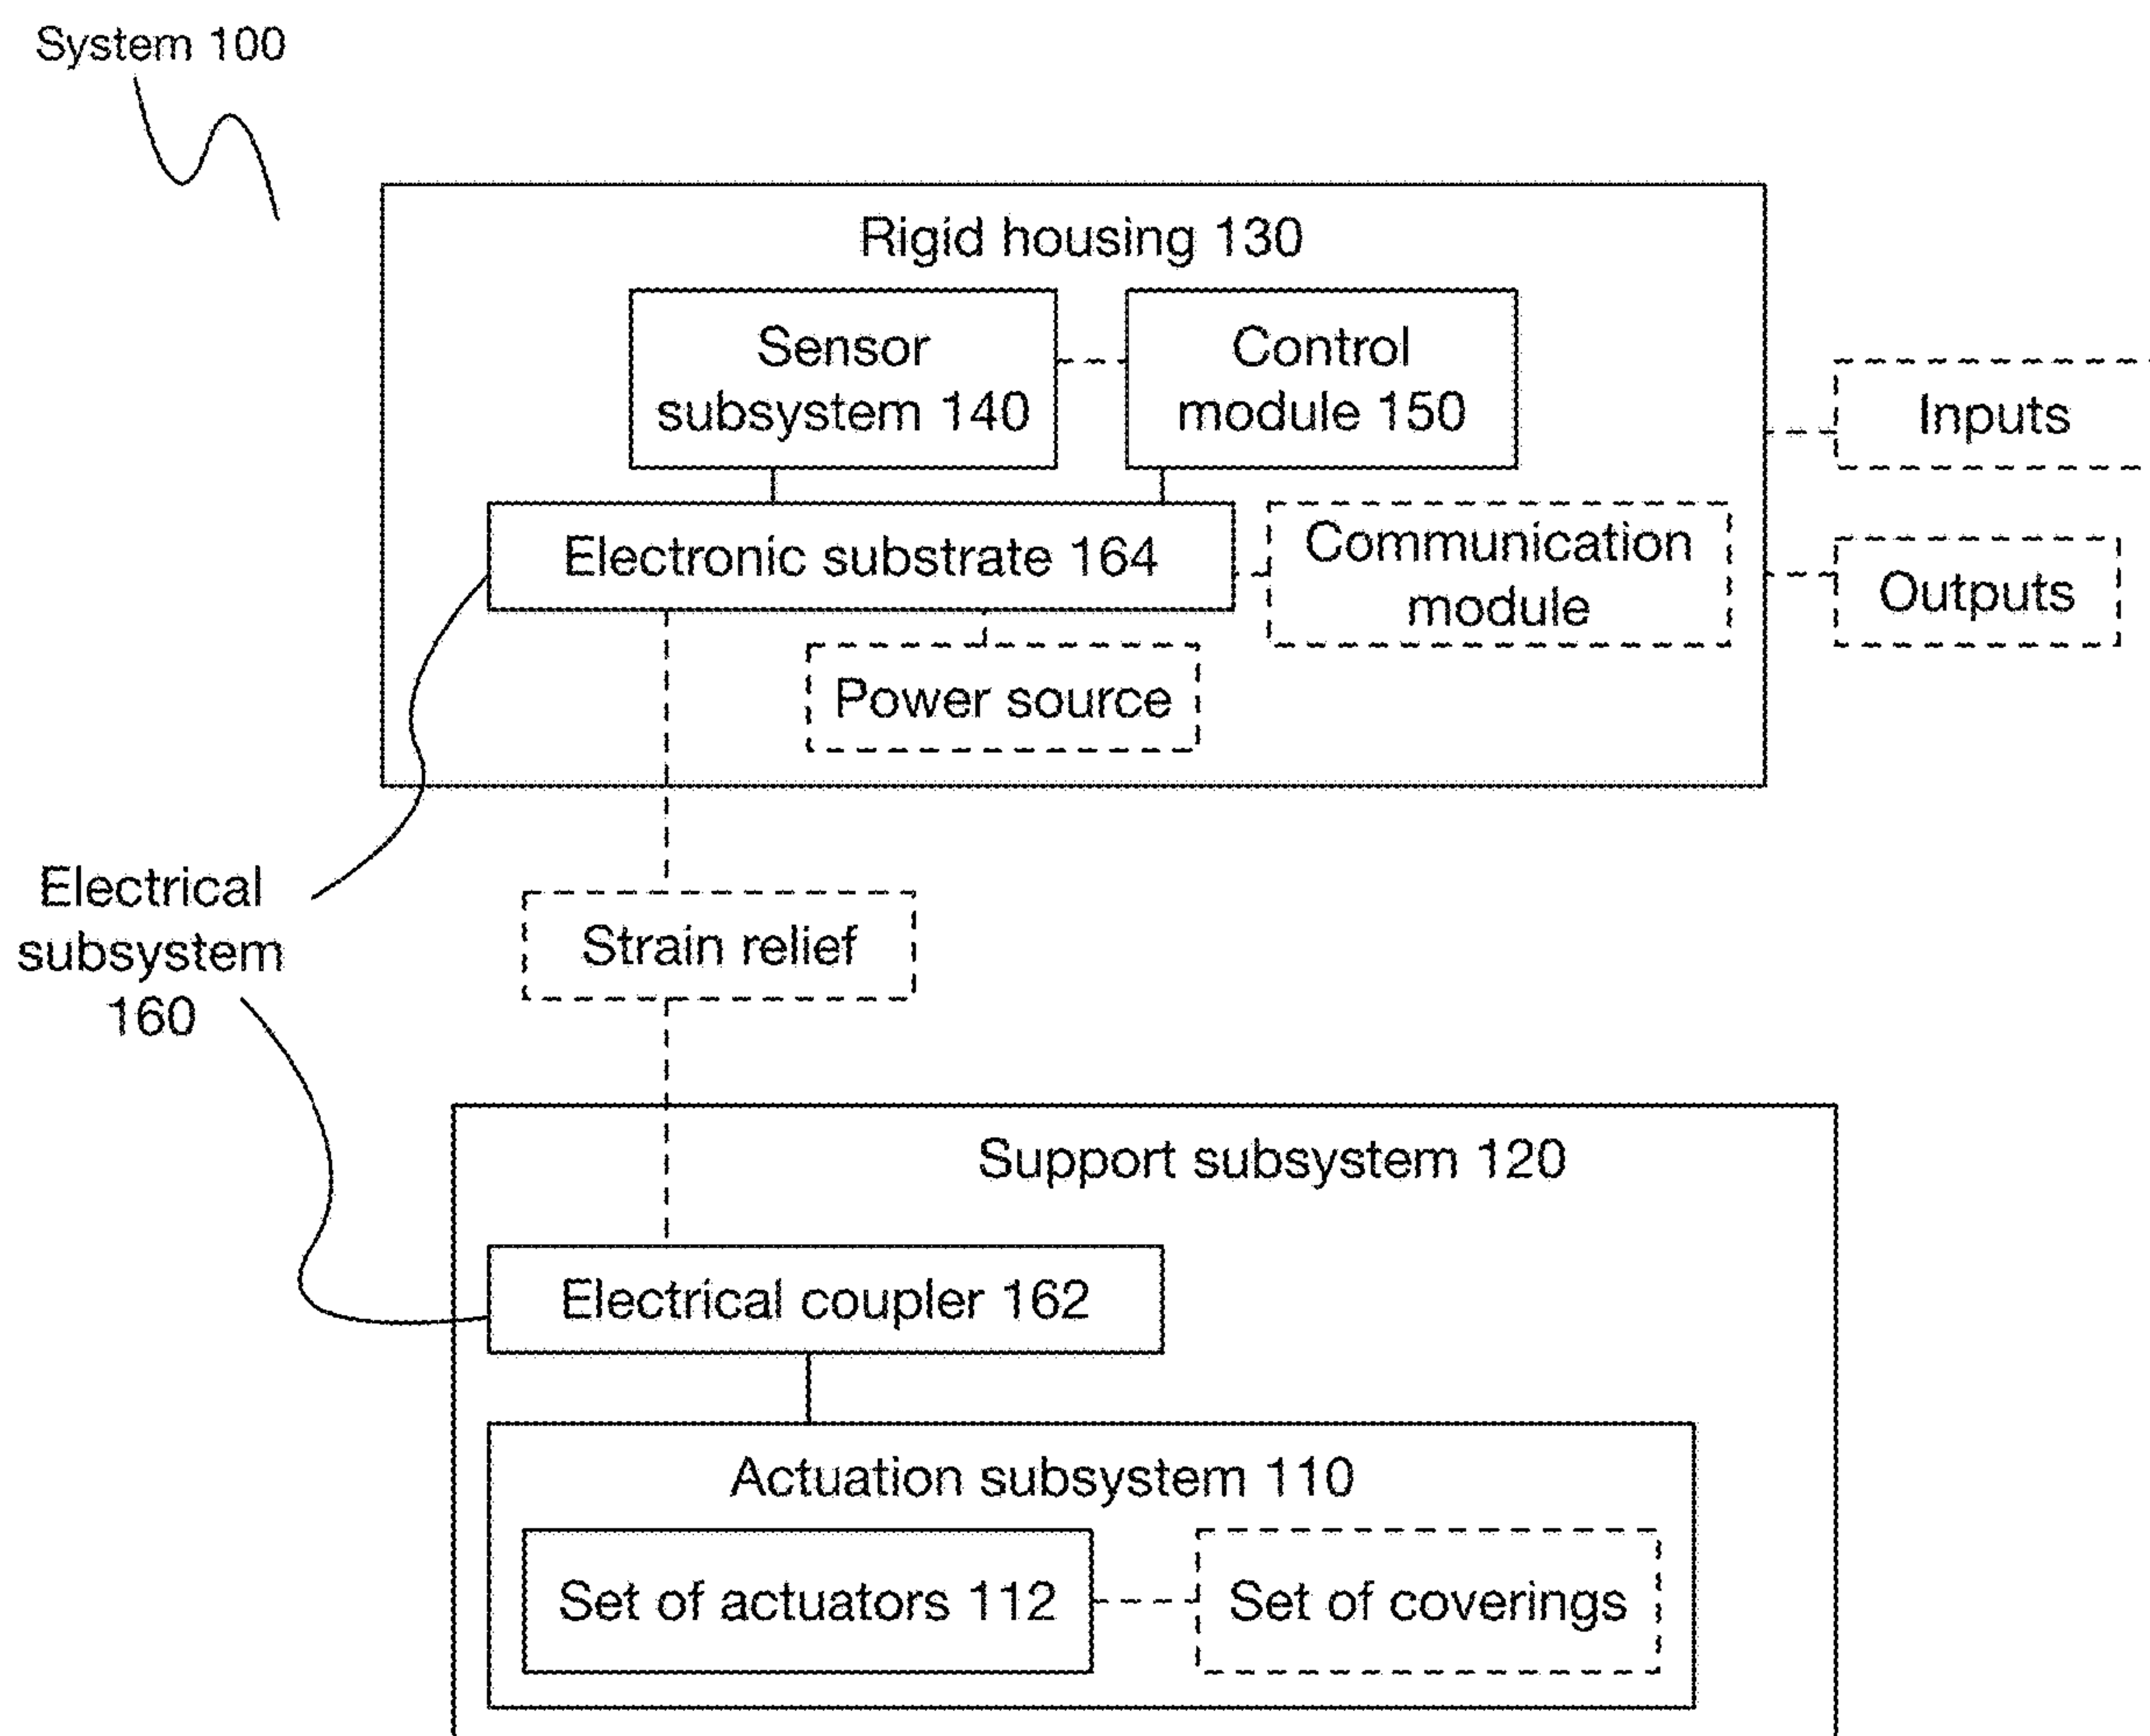 System 100
Rigid housing 130
Sensor
subsystem 140
Control
module 150
Inputs
Electronic substrate 164
Communication
module
Outputs
Power source
Electrical
subsystem
160
Strain relief
Support subsystem 120
Electrical coupler 162
Actuation subsystem 110
Set of actuators 112
Set of coverings